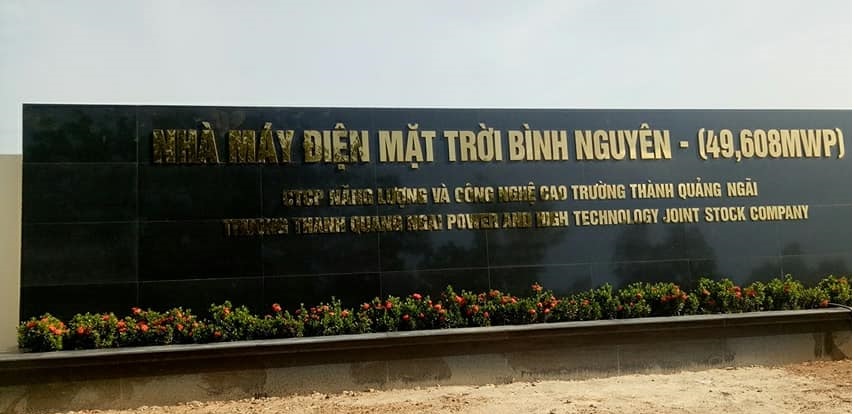 NHÀ MÁY ĐIỆN MẶT TRỜI BÌNH NGUYÊN - (49,608MWP)
CTCP NĂNG LƯỢNG VÀ CÔNG NGHỆ CAO TRƯỜNG THÀNH QUẢNG NGÃI
TRUONG THANH QUANG NGAI POWER AND HIGH TECHNOLOGY JOINT STOCK COMPANY